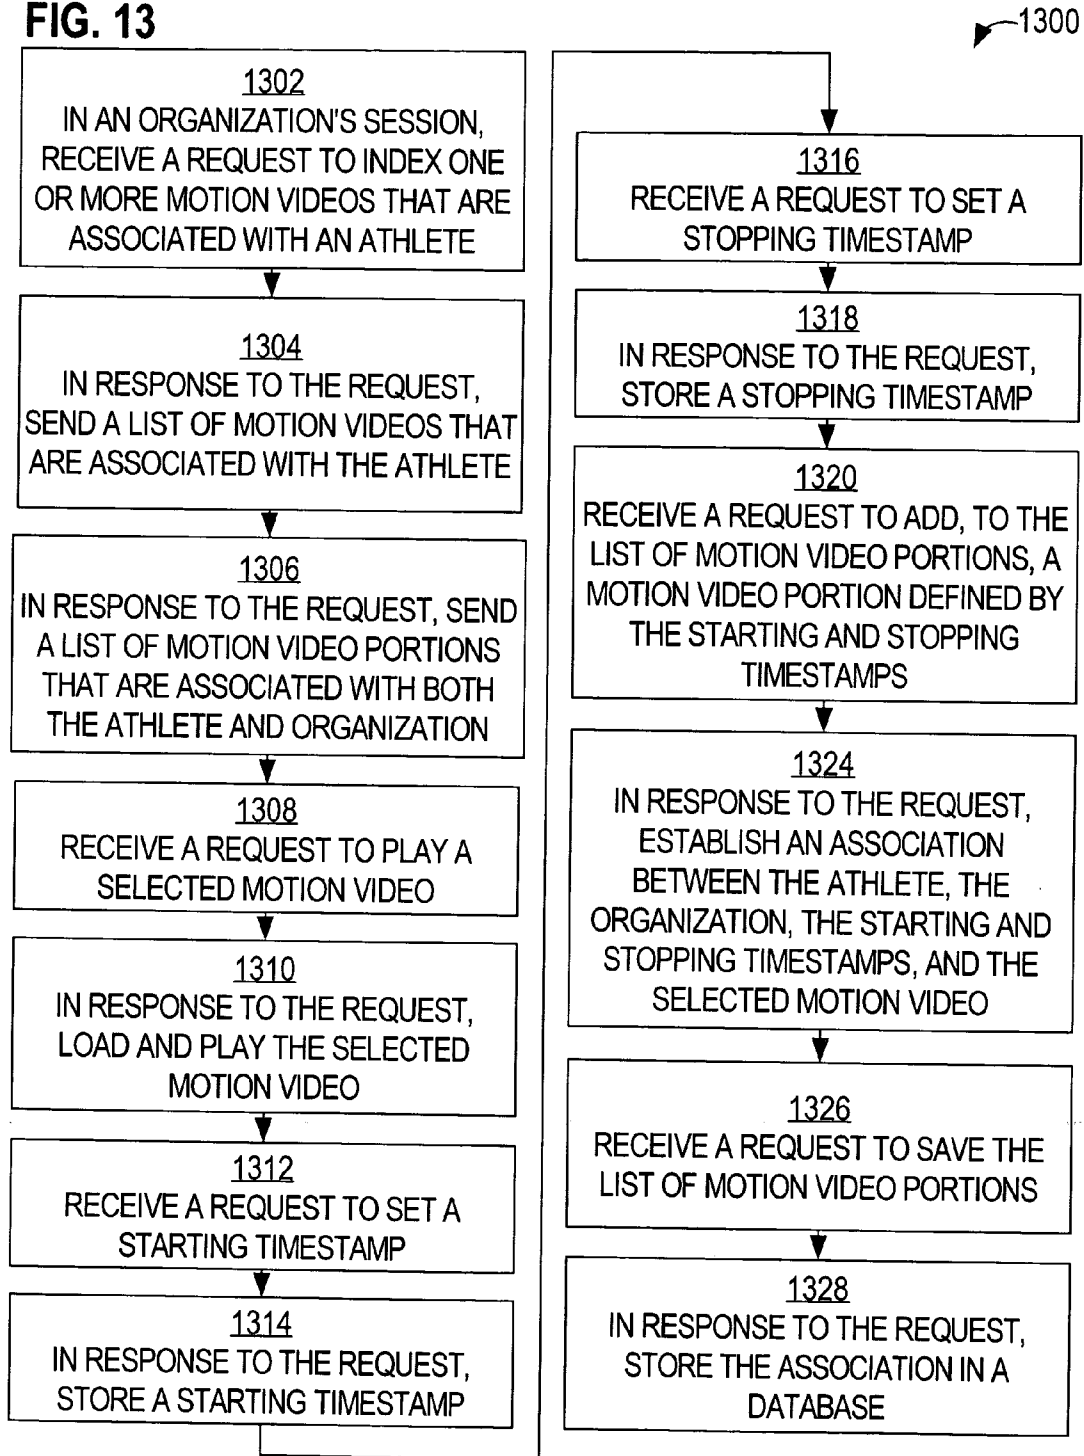 FIG. 13
1300
1302
IN AN ORGANIZATION'S SESSION,
RECEIVE A REQUEST TO INDEX ONE
OR MORE MOTION VIDEOS THAT ARE
ASSOCIATED WITH AN ATHLETE
1304
IN RESPONSE TO THE REQUEST,
SEND A LIST OF MOTION VIDEOS THAT
ARE ASSOCIATED WITH THE ATHLETE
1306
IN RESPONSE TO THE REQUEST, SEND
A LIST OF MOTION VIDEO PORTIONS
THAT ARE ASSOCIATED WITH BOTH
THE ATHLETE AND ORGANIZATION
1308
RECEIVE A REQUEST TO PLAY A
SELECTED MOTION VIDEO
1310
IN RESPONSE TO THE REQUEST,
LOAD AND PLAY THE SELECTED
MOTION VIDEO
1312
RECEIVE A REQUEST TO SET A
STARTING TIMESTAMP
1314
IN RESPONSE TO THE REQUEST,
STORE A STARTING TIMESTAMP
1316
RECEIVE A REQUEST TO SET A
STOPPING TIMESTAMP
1318
IN RESPONSE TO THE REQUEST,
STORE A STOPPING TIMESTAMP
1320
RECEIVE A REQUEST TO ADD, TO THE
LIST OF MOTION VIDEO PORTIONS, A
MOTION VIDEO PORTION DEFINED BY
THE STARTING AND STOPPING
TIMESTAMPS
1324
IN RESPONSE TO THE REQUEST,
ESTABLISH AN ASSOCIATION
BETWEEN THE ATHLETE, THE
ORGANIZATION, THE STARTING AND
STOPPING TIMESTAMPS, AND THE
SELECTED MOTION VIDEO
1326
RECEIVE A REQUEST TO SAVE THE
LIST OF MOTION VIDEO PORTIONS
1328
IN RESPONSE TO THE REQUEST,
STORE THE ASSOCIATION IN A
DATABASE